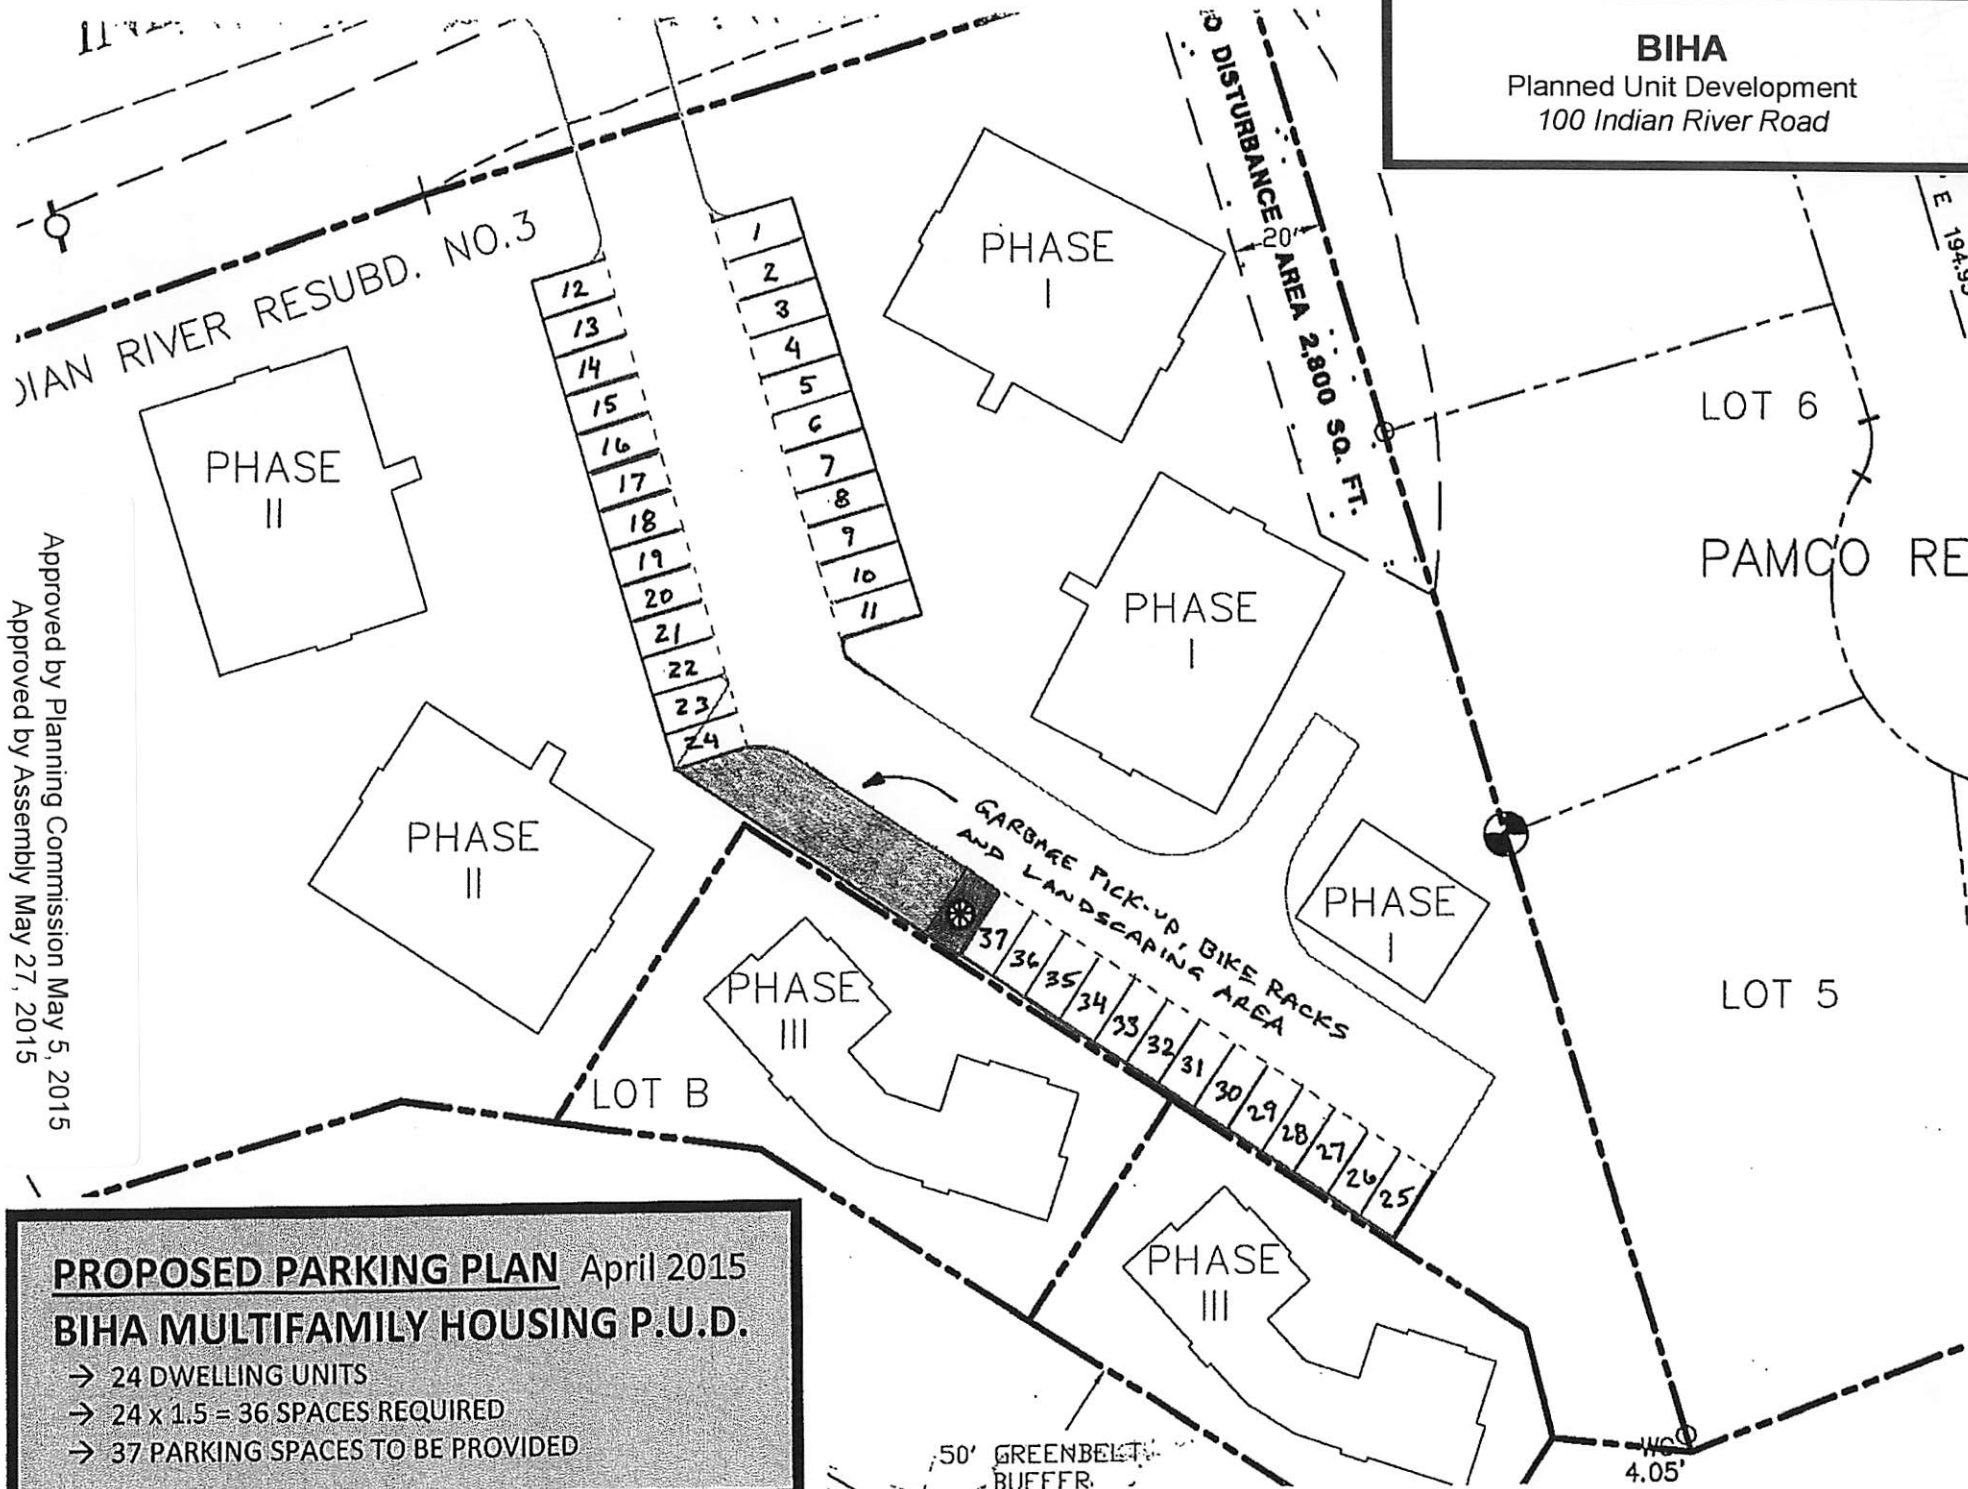 BIHA
Planned Unit Development
100 Indian River Road
DISTURBANCE AREA 2,800 SQ. FT.
20'
E 194.95
RIVER RESUBD. NO.3
1
2
3
4
5
6
7
8
9
10
11
12
13
14
15
16
17
18
19
20
21
22
23
24
PHASE
I
PHASE
I
PHASE
I
PHASE
II
PHASE
II
PHASE
III
PHASE
III
LOT 6
PAMCO RE
LOT 5
LOT B
GARBAGE PICK-UP, BIKE RACKS
AND LANDSCAPING AREA
37
36
35
34
33
32
31
30
29
28
27
26
25
Approved by Planning Commission May 5, 2015
Approved by Assembly May 27, 2015
PROPOSED PARKING PLAN April 2015
BIHA MULTIFAMILY HOUSING P.U.D.
→ 24 DWELLING UNITS
→ 24 x 1.5 = 36 SPACES REQUIRED
→ 37 PARKING SPACES TO BE PROVIDED
50' GREENBELT
BUFFER
WC
4.05'